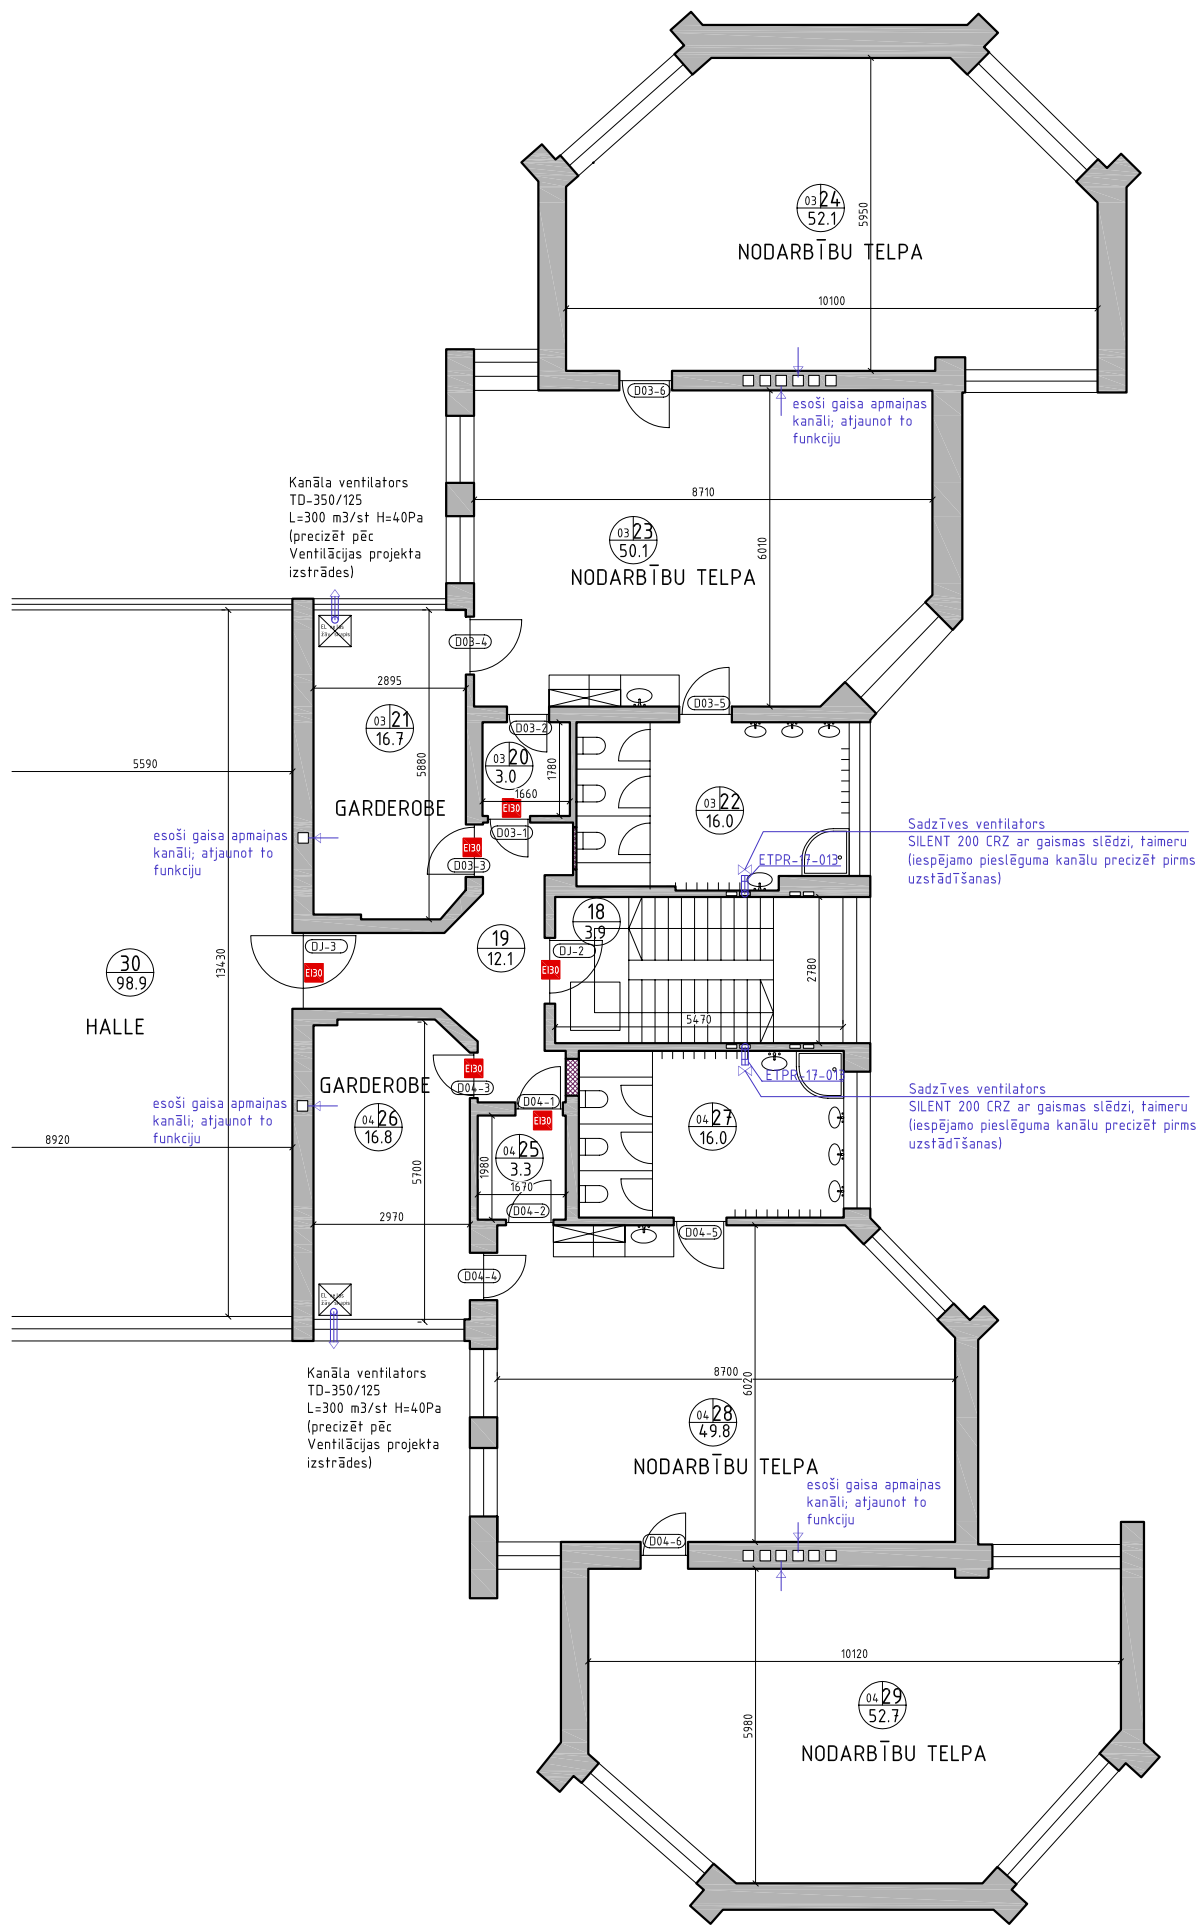 03 24
52.1
NODARBĪBU TELPA
5950
10100
D03-6
esoši gaisa apmaiņas
kanāli; atjaunot to
funkciju
Kanāla ventilators
TD-350/125
L=300 m3/st H=40Pa
(precizēt pēc
Ventilācijas projekta
izstrādes)
8710
6010
03 23
50.1
NODARBĪBU TELPA
D03-4
2895
D03-5
03 21
16.7
D03-2
03 20
3.0
1780
1660
5880
5590
GARDEROBE
EI30
D03-1
03 22
16.0
esoši gaisa apmaiņas
kanāli; atjaunot to
funkciju
EI30
D03-3
Sadzīves ventilators
SILENT 200 CRZ ar gaismas slēdzi, taimeru
(iespējamo pieslēguma kanālu precizēt pirms
uzstādīšanas)
ETPR-17-013
18
3.9
19
12.1
DJ-3
DJ-2
EI30
EI30
30
98.9
HALLE
13430
2780
5470
GARDEROBE
EI30
D04-3
D04-1
EI30
ETPR-17-013
Sadzīves ventilators
SILENT 200 CRZ ar gaismas slēdzi, taimeru
(iespējamo pieslēguma kanālu precizēt pirms
uzstādīšanas)
esoši gaisa apmaiņas
kanāli; atjaunot to
funkciju
04 26
16.8
04 27
16.0
04 25
3.3
1980
1670
5700
8920
D04-2
2970
D04-5
D04-4
Kanāla ventilators
TD-350/125
L=300 m3/st H=40Pa
(precizēt pēc
Ventilācijas projekta
izstrādes)
8700
6020
04 28
49.8
NODARBĪBU TELPA
esoši gaisa apmaiņas
kanāli; atjaunot to
funkciju
D04-6
10120
04 29
52.7
5980
NODARBĪBU TELPA